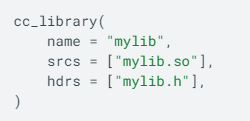 cc_library(
    name = "mylib",
    srcs = ["mylib.so"],
    hdrs = ["mylib.h"],
)